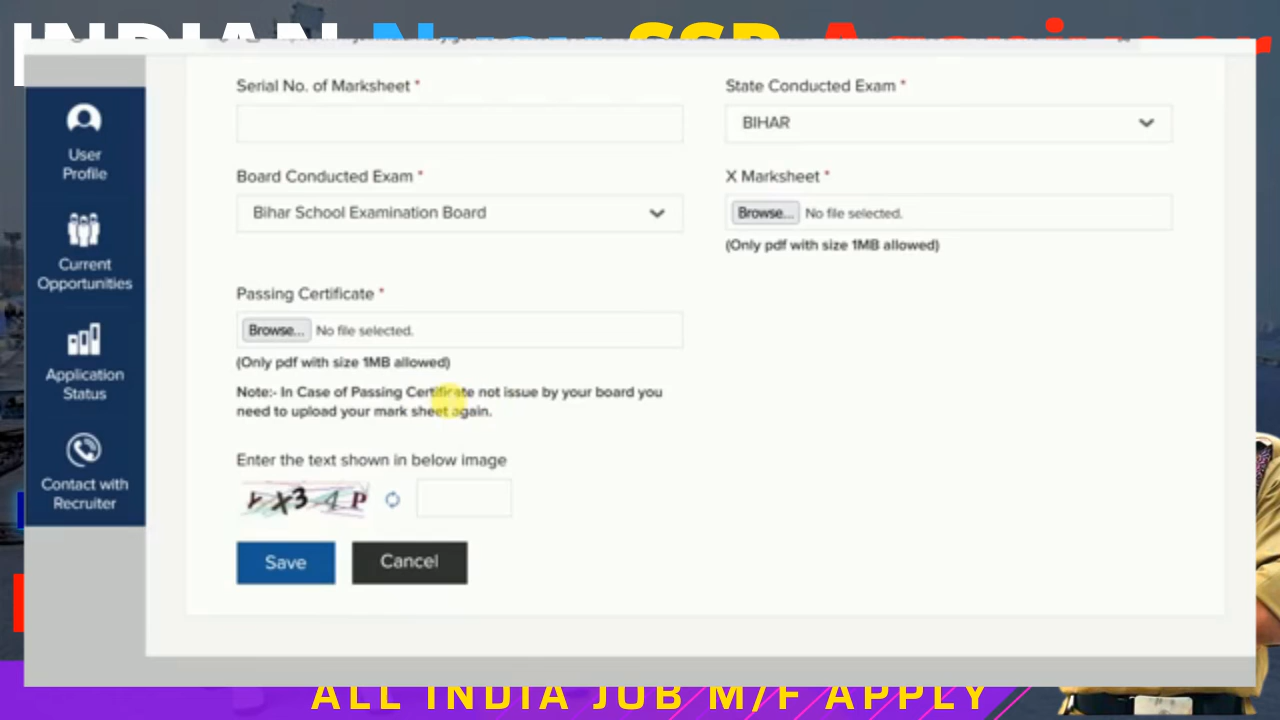 INDIAN Navy SSR Agniveer
Serial No. of Marksheet *
State Conducted Exam *
BIHAR
Board Conducted Exam *
X Marksheet *
Bihar School Examination Board
Browse... No file selected.
(Only pdf with size 1MB allowed)
Passing Certificate *
Browse... No file selected.
(Only pdf with size 1MB allowed)
Note:- In Case of Passing Certificate not issue by your board you
need to upload your mark sheet again.
Enter the text shown in below image
Save
Cancel
User
Profile
Current
Opportunities
Application
Status
Contact with
Recruiter
ALL INDIA JOB M/F APPLY